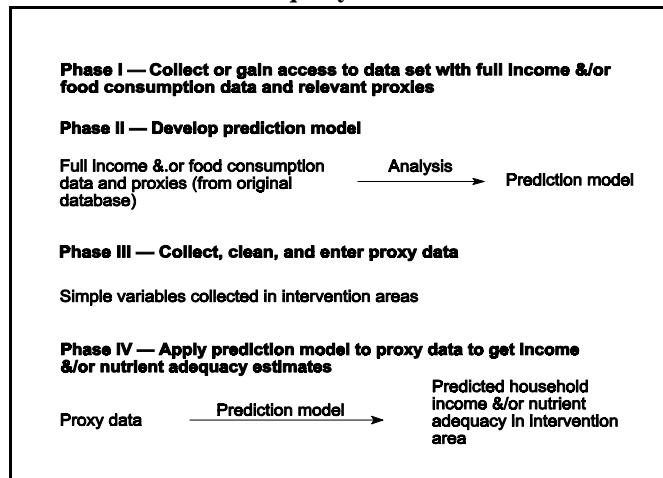 Phase I — Collect or gain access to data set with full income &/or
food consumption data and relevant proxies
Phase II — Develop prediction model
Full income &.or food consumption
data and proxies (from original
database)
Analysis
Prediction model
Phase III — Collect, clean, and enter proxy data
Simple variables collected in intervention areas
Phase IV — Apply prediction model to proxy data to get income
&/or nutrient adequacy estimates
Proxy data
Prediction model
Predicted household
income &/or nutrient
adequacy in intervention
area